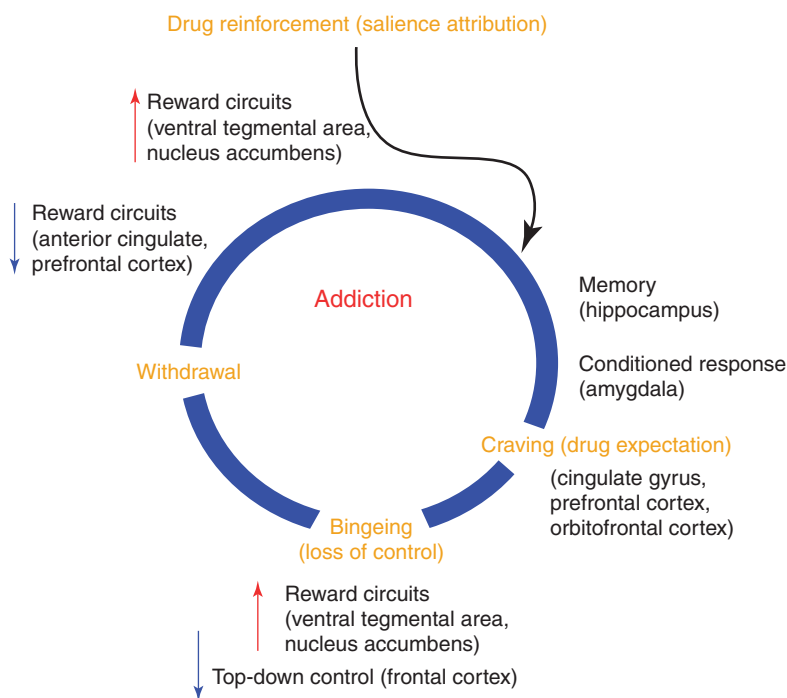 Drug reinforcement (salience attribution)
Reward circuits
(ventral tegmental area,
nucleus accumbens)
Reward circuits
(anterior cingulate,
prefrontal cortex)
Addiction
Memory
(hippocampus)
Conditioned response
(amygdala)
Withdrawal
Craving (drug expectation)
(cingulate gyrus,
prefrontal cortex,
orbitofrontal cortex)
Bingeing
(loss of control)
Reward circuits
(ventral tegmental area,
nucleus accumbens)
Top-down control (frontal cortex)